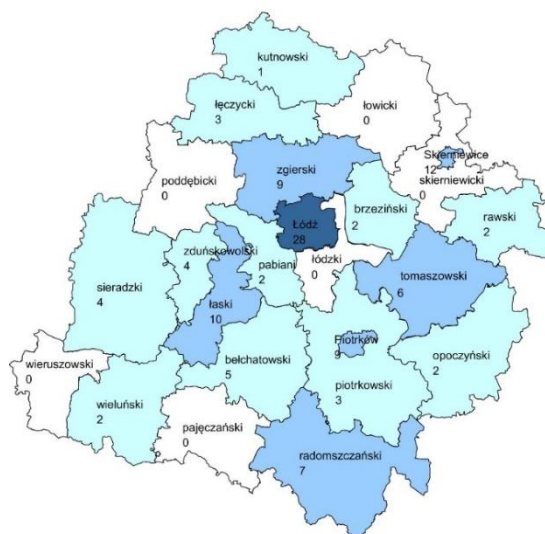 kutnowski
1
łęczycki
3
łowicki
0
zgierski
9
poddębicki
0
Skierniewice
12
skierniewicki
0
brzeziński
2
rawski
2
Łódź
28
łódzki
0
zduńskowolski
4
pabiani
2
sieradzki
4
łaski
10
tomaszowski
6
Piotrków
9
opoczyński
2
wieruszowski
0
bełchatowski
5
piotrkowski
3
wieluński
2
pajęczański
0
radomszczański
7